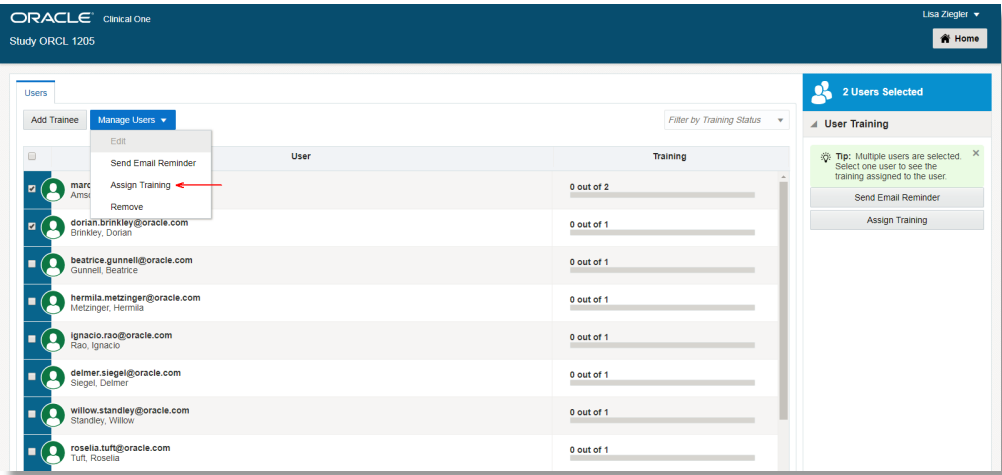 ORACLE Clinical One
Lisa Ziegler
Study ORCL 1205
Home
Users
Add Trainee
Manage Users
Filter by Training Status
Edit
Send Email Reminder
Assign Training
Remove
User
Training
0 out of 2
dorian.brinkley@oracle.com
Brinkley, Dorian
0 out of 1
beatrice.gunnell@oracle.com
Gunnell, Beatrice
0 out of 1
hermila.metzinger@oracle.com
Metzinger, Hermila
0 out of 1
ignacio.rao@oracle.com
Rao, Ignacio
0 out of 1
delmer.siegel@oracle.com
Siegel, Delmer
0 out of 1
willow.standley@oracle.com
Standley, Willow
0 out of 1
roselia.tuft@oracle.com
Tuft, Roselia
0 out of 1
2 Users Selected
User Training
Tip: Multiple users are selected.
Select one user to see the
training assigned to the user.
Send Email Reminder
Assign Training